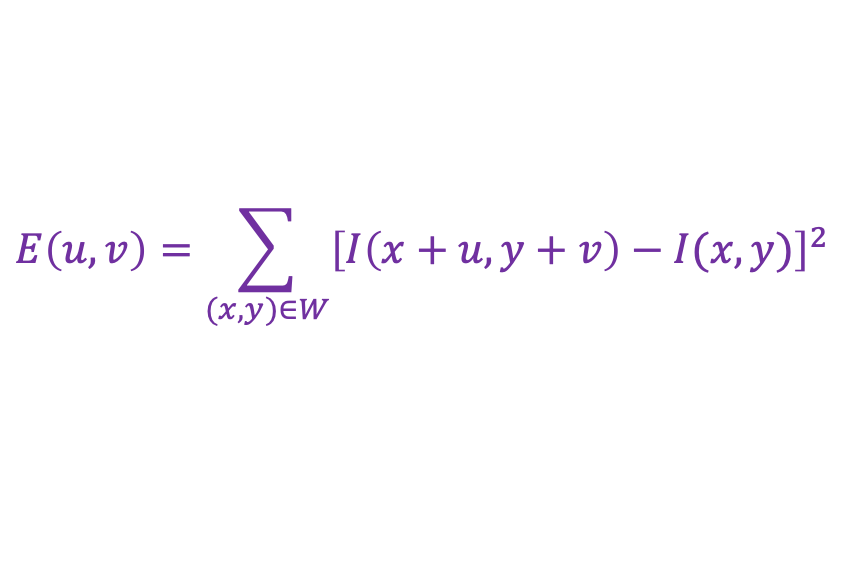 E(u, v) = ∑ [I(x + u, y + v) − I(x, y)]²
(x,y)∈W